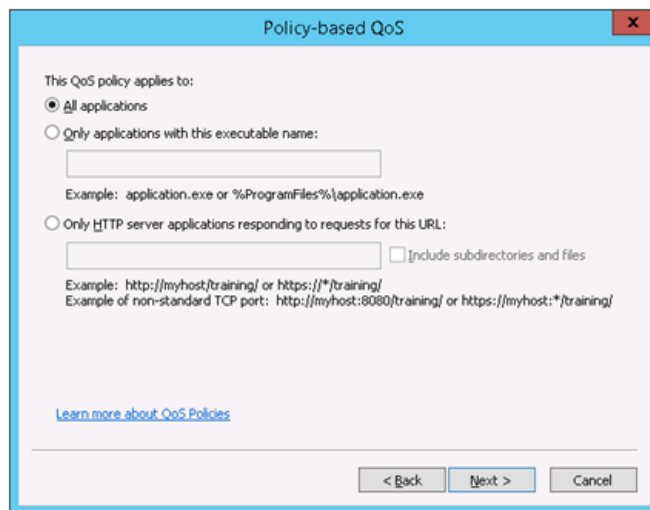 Policy-based QoS
x
This QoS policy applies to:
All applications
Only applications with this executable name:
Example: application.exe or %ProgramFiles%\application.exe
Only HTTP server applications responding to requests for this URL:
Include subdirectories and files
Example: http://myhost/training/ or https://*/training/
Example of non-standard TCP port: http://myhost:8080/training/ or https://myhost:*/training/
Learn more about QoS Policies
< Back Next > Cancel